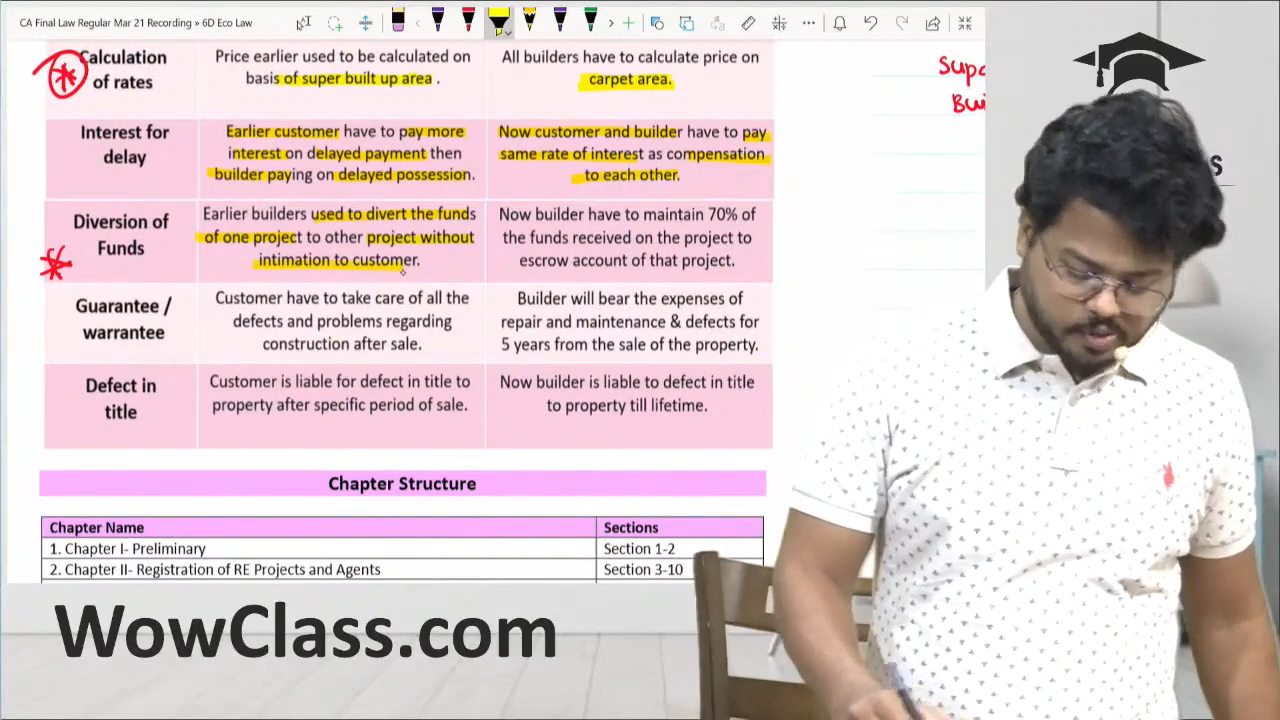 CA Final Law Regular Mar 21 Recording » 6D Eco Law
Calculation
of rates
Price earlier used to be calculated on
basis of super built up area .
All builders have to calculate price on
carpet area.
Interest for
delay
Earlier customer have to pay more
interest on delayed payment then
builder paying on delayed possession.
Now customer and builder have to pay
same rate of interest as compensation
to each other.
Diversion of
Funds
Earlier builders used to divert the funds
of one project to other project without
intimation to customer.
Now builder have to maintain 70% of
the funds received on the project to
escrow account of that project.
Guarantee /
warrantee
Customer have to take care of all the
defects and problems regarding
construction after sale.
Builder will bear the expenses of
repair and maintenance & defects for
5 years from the sale of the property.
Defect in
title
Customer is liable for defect in title to
property after specific period of sale.
Now builder is liable to defect in title
to property till lifetime.
Chapter Structure
Chapter Name Sections
1. Chapter I- Preliminary Section 1-2
2. Chapter II- Registration of RE Projects and Agents Section 3-10
WowClass.com